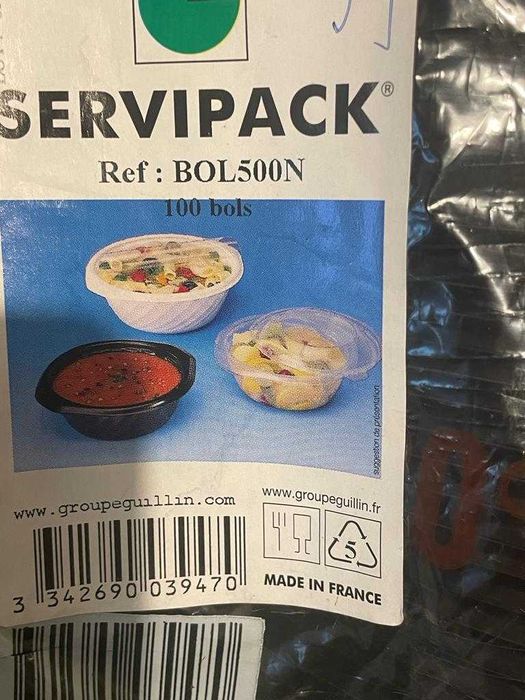 SERVIPACK®
Ref : BOL500N
100 bols
suggestion de présentation
www.groupeguillin.com
www.groupeguillin.fr
5
3 342690 039470
MADE IN FRANCE